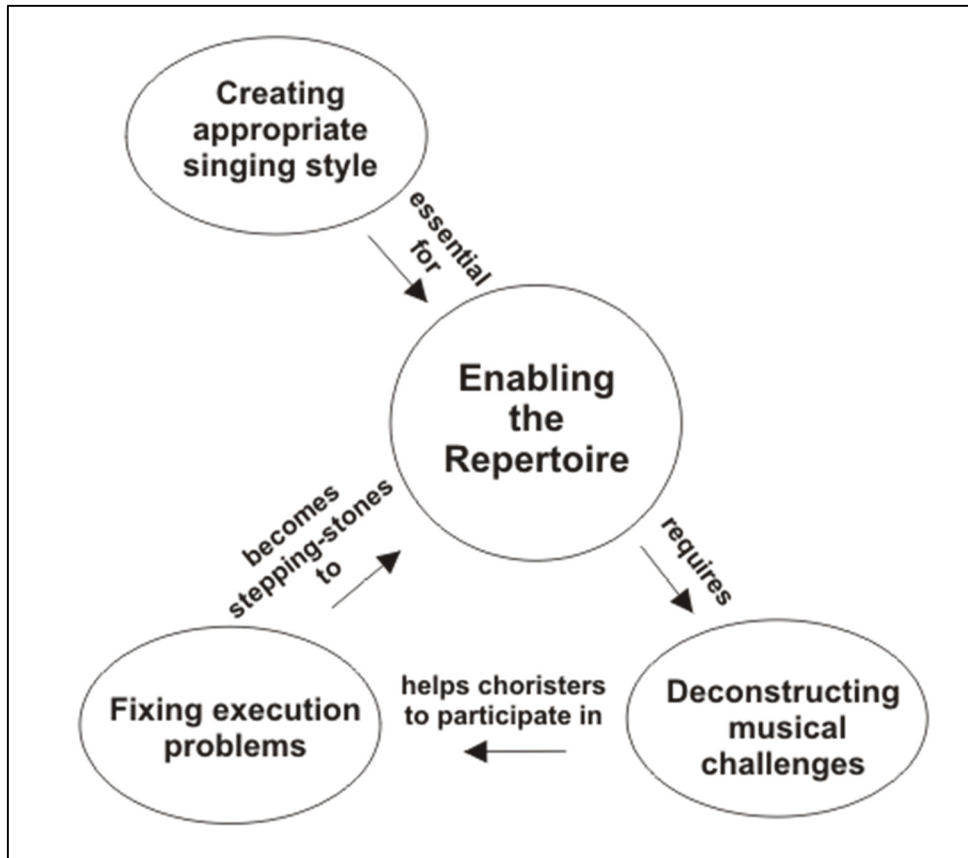 Creating
appropriate
singing style
essential
for
Enabling
the
Repertoire
becomes
stepping-stones
to
requires
helps choristers
to participate in
Fixing execution
problems
Deconstructing
musical
challenges